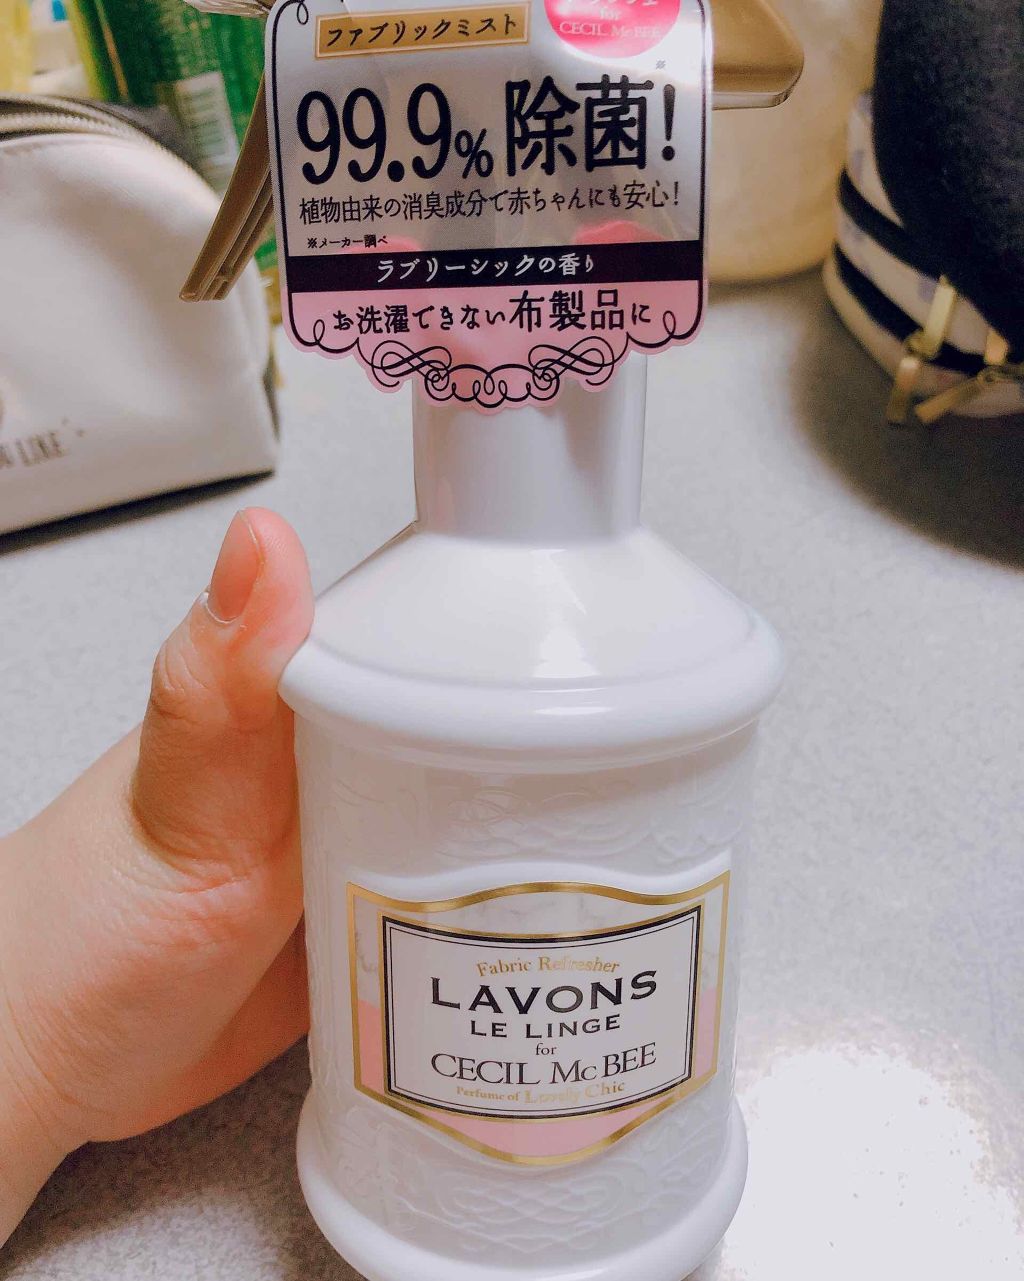 ファブリックミスト
for
CECIL McBEE
※
99.9%除菌!
植物由来の消臭成分で赤ちゃんにも安心!
※メーカー調べ
ラブリーシックの香り
お洗濯できない布製品に
LIKE
Fabric Refresher
LAVONS
LE LINGE
for
CECIL McBEE
Perfume of Lovely Chic